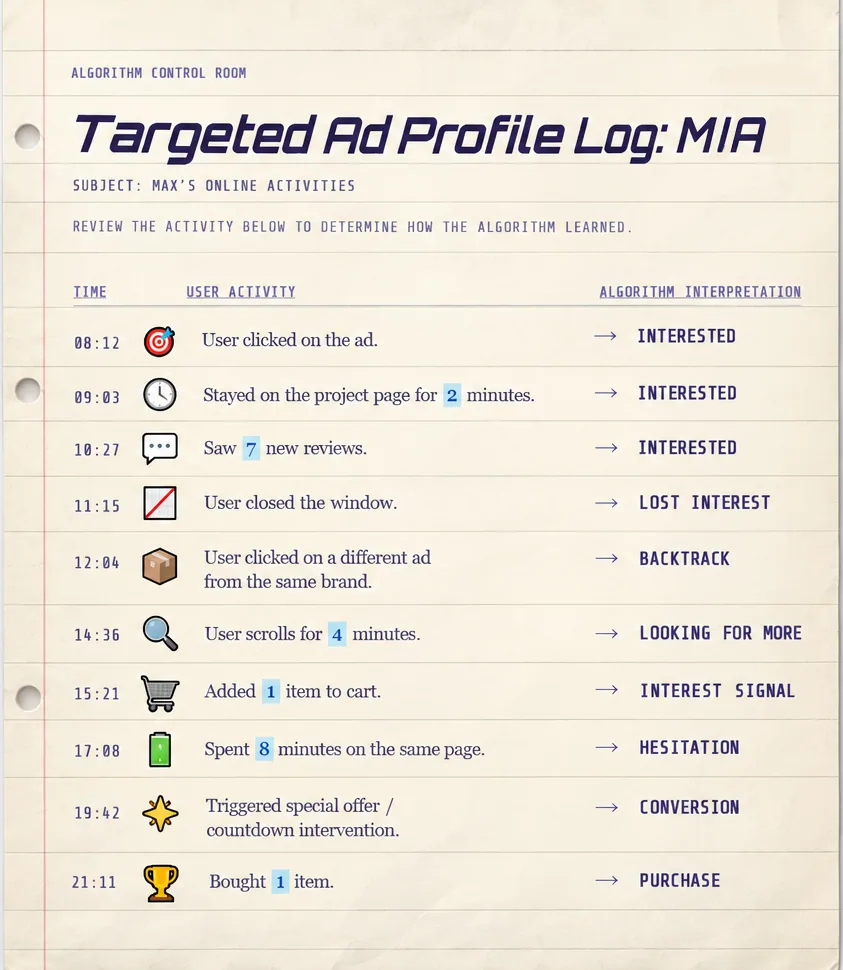 ALGORITHM CONTROL ROOM
Targeted Ad Profile Log: MIA
SUBJECT: MAX'S ONLINE ACTIVITIES
REVIEW THE ACTIVITY BELOW TO DETERMINE HOW THE ALGORITHM LEARNED.
TIME USER ACTIVITY ALGORITHM INTERPRETATION
08:12 User clicked on the ad. → INTERESTED
09:03 Stayed on the project page for 2 minutes. → INTERESTED
10:27 Saw 7 new reviews. → INTERESTED
11:15 User closed the window. → LOST INTEREST
12:04 User clicked on a different ad → BACKTRACK
from the same brand.
14:36 User scrolls for 4 minutes. → LOOKING FOR MORE
15:21 Added 1 item to cart. → INTEREST SIGNAL
17:08 Spent 8 minutes on the same page. → HESITATION
19:42 Triggered special offer / → CONVERSION
countdown intervention.
21:11 Bought 1 item. → PURCHASE